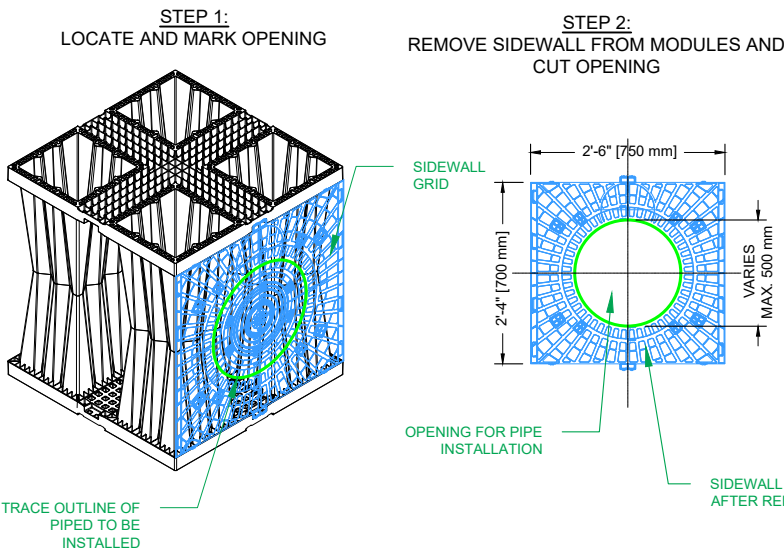 STEP 1:
LOCATE AND MARK OPENING
STEP 2:
REMOVE SIDEWALL FROM MODULES AND
CUT OPENING
SIDEWALL
GRID
2'-6" [750 mm]
2'-4" [700 mm]
VARIES
MAX. 500 mm
OPENING FOR PIPE
INSTALLATION
SIDEWALL
AFTER
TRACE OUTLINE OF
PIPED TO BE
INSTALLED